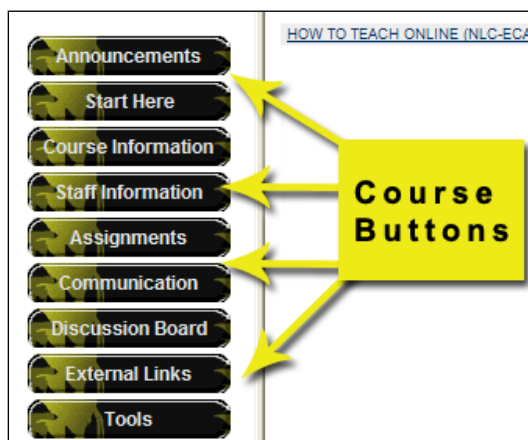 HOW TO TEACH ONLINE (NLC-ECA
Announcements
Start Here
Course Information
Staff Information
Assignments
Communication
Discussion Board
External Links
Tools
Course
Buttons